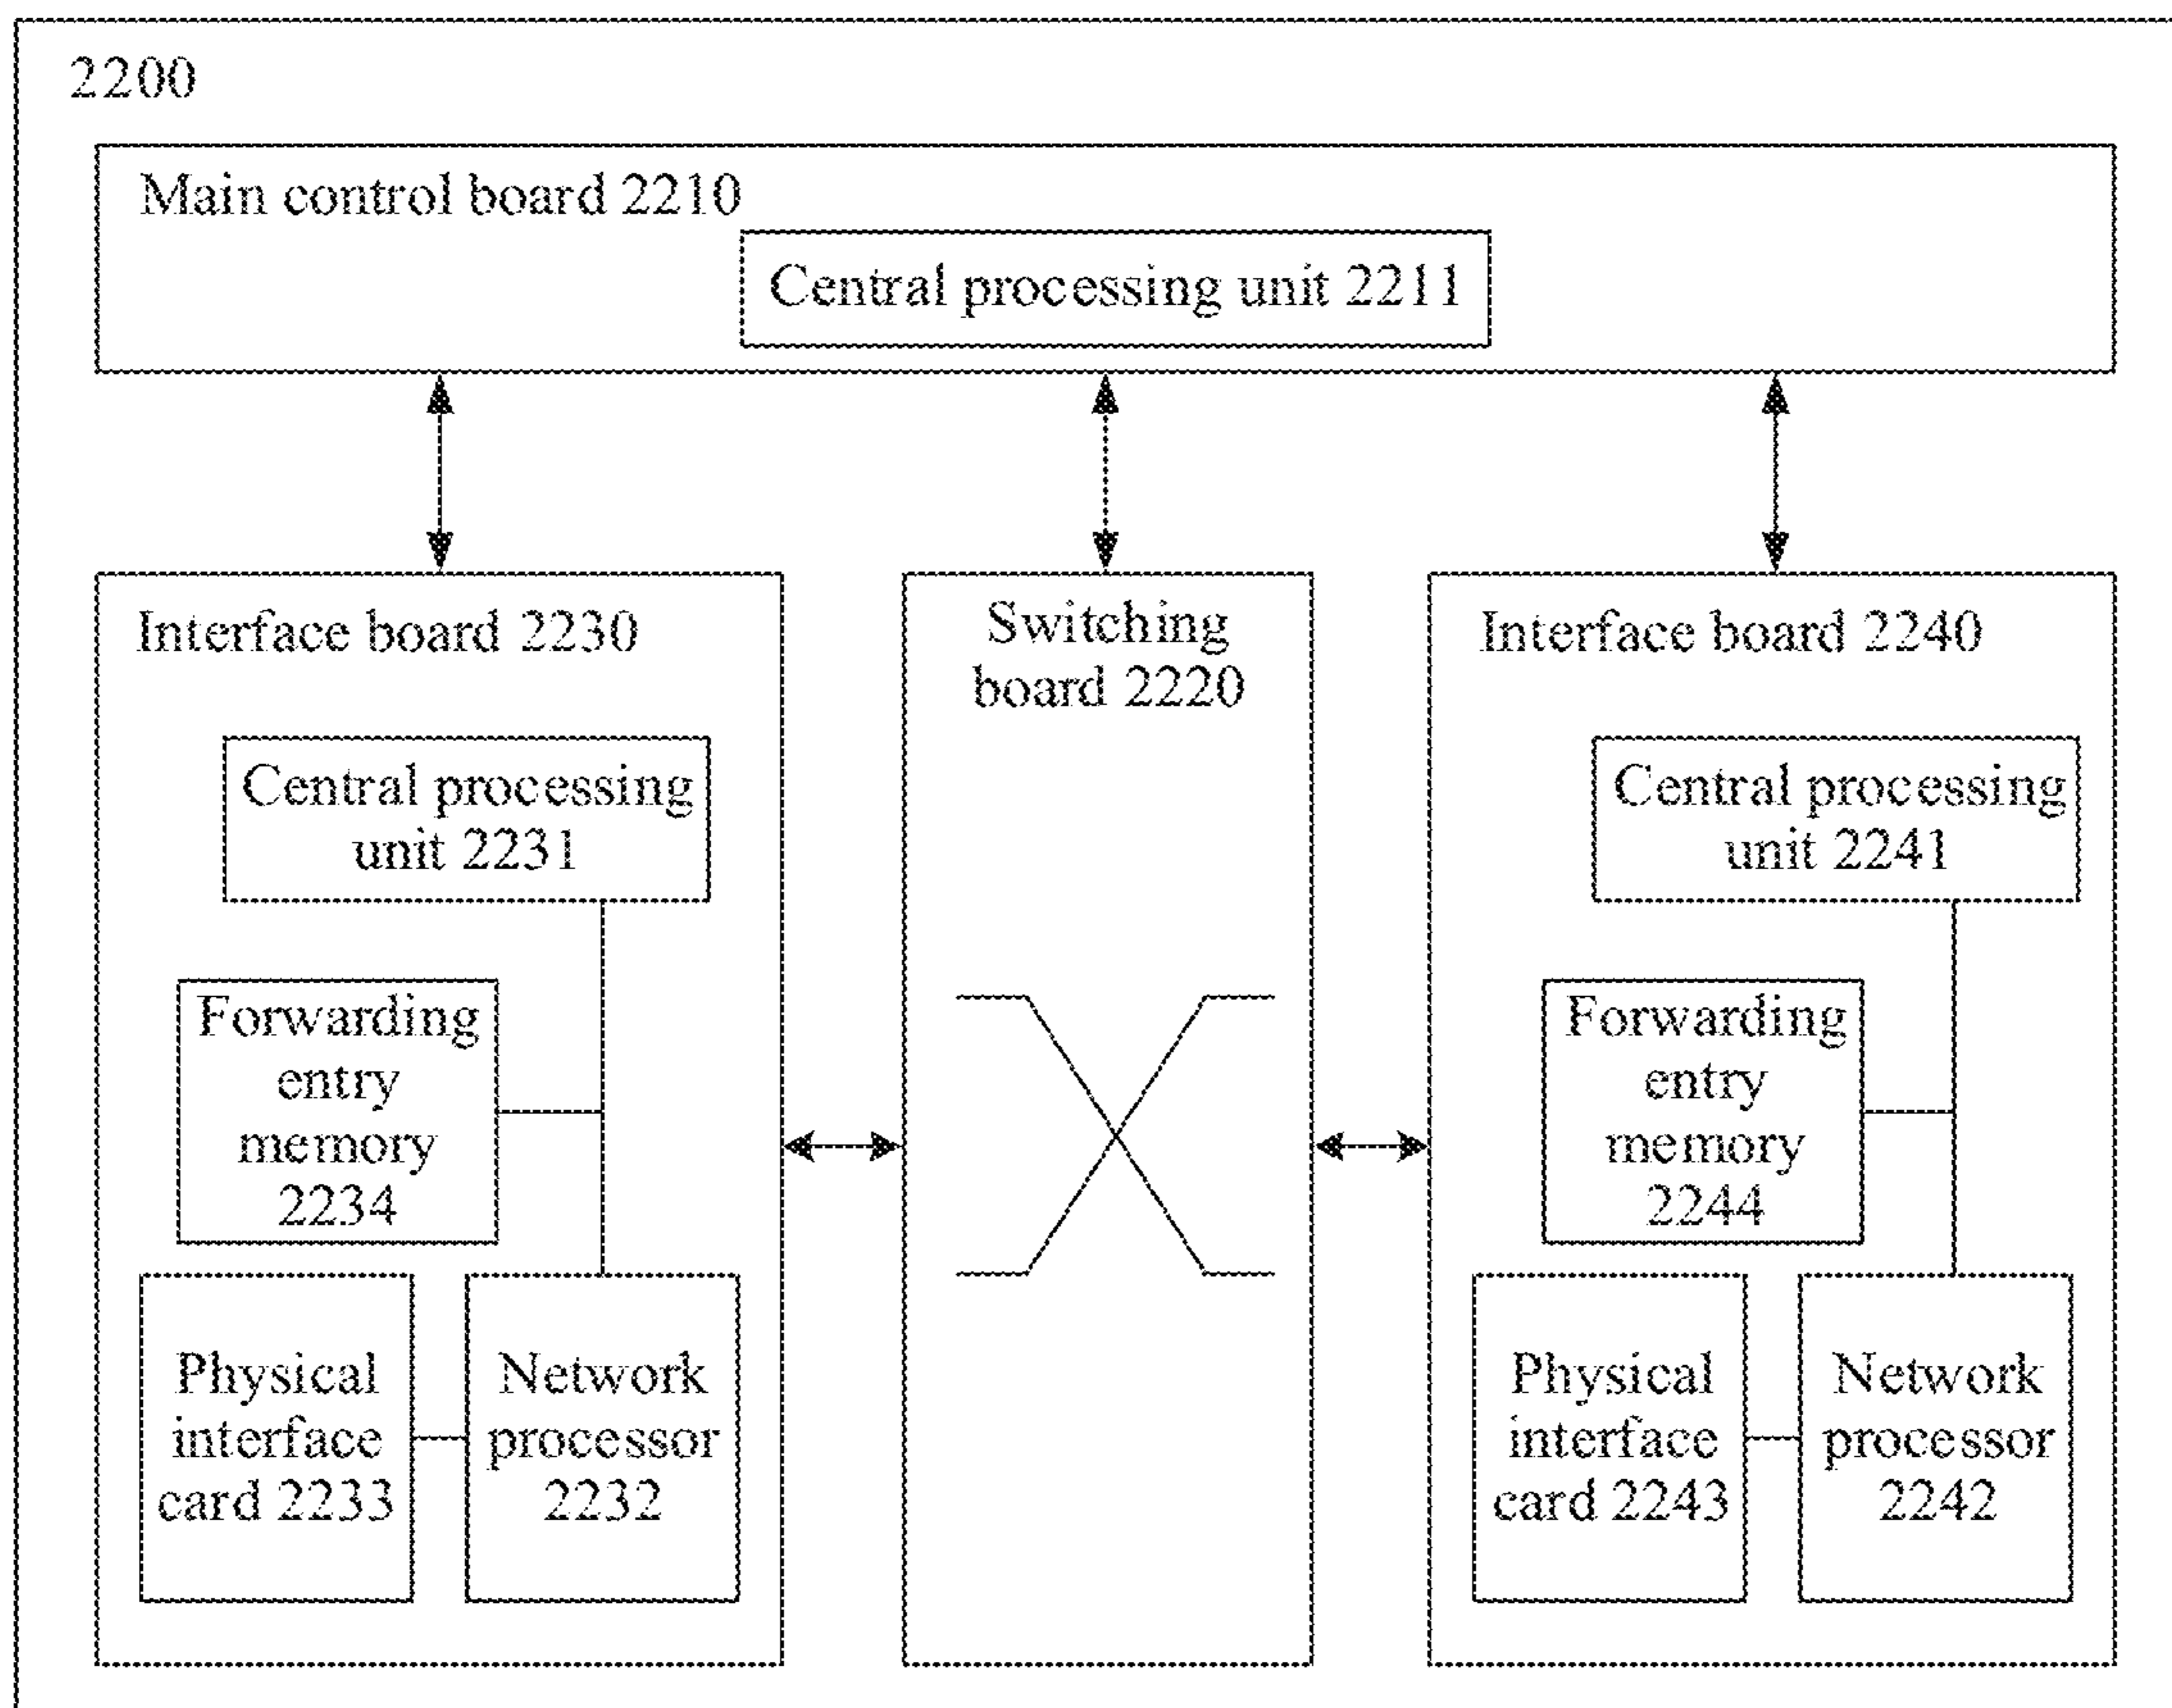 2200
Main control board 2210
Central processing unit 2211
Interface board 2230
Central processing
unit 2231
Forwarding
entry
memory
2234
Physical
interface
card 2233
Network
processor
2232
Switching
board 2220
Interface board 2240
Central processing
unit 2241
Forwarding
entry
memory
2244
Physical
interface
card 2243
Network
processor
2242